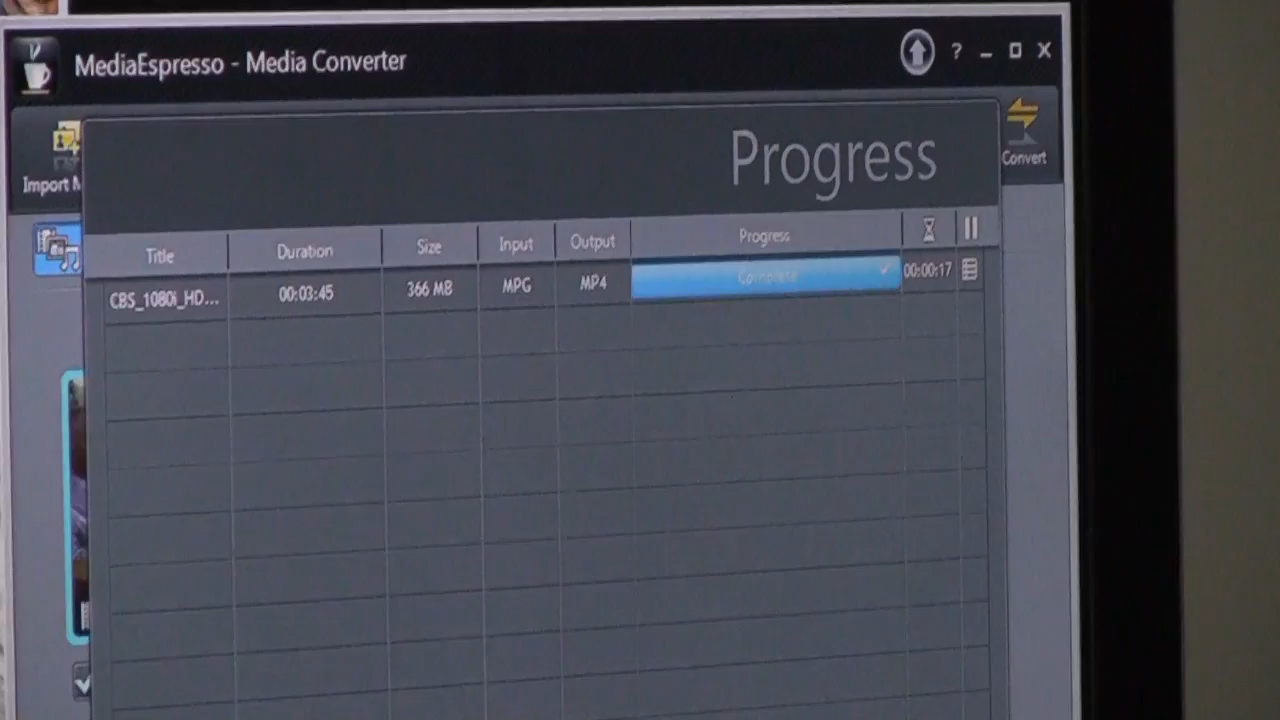 MediaEspresso - Media Converter ?
Import M
Convert
Progress
Title Duration Size Input Output Progress
CBS_1080i_HD... 00:03:45 366 MB MPG MP4 Complete 00:00:17